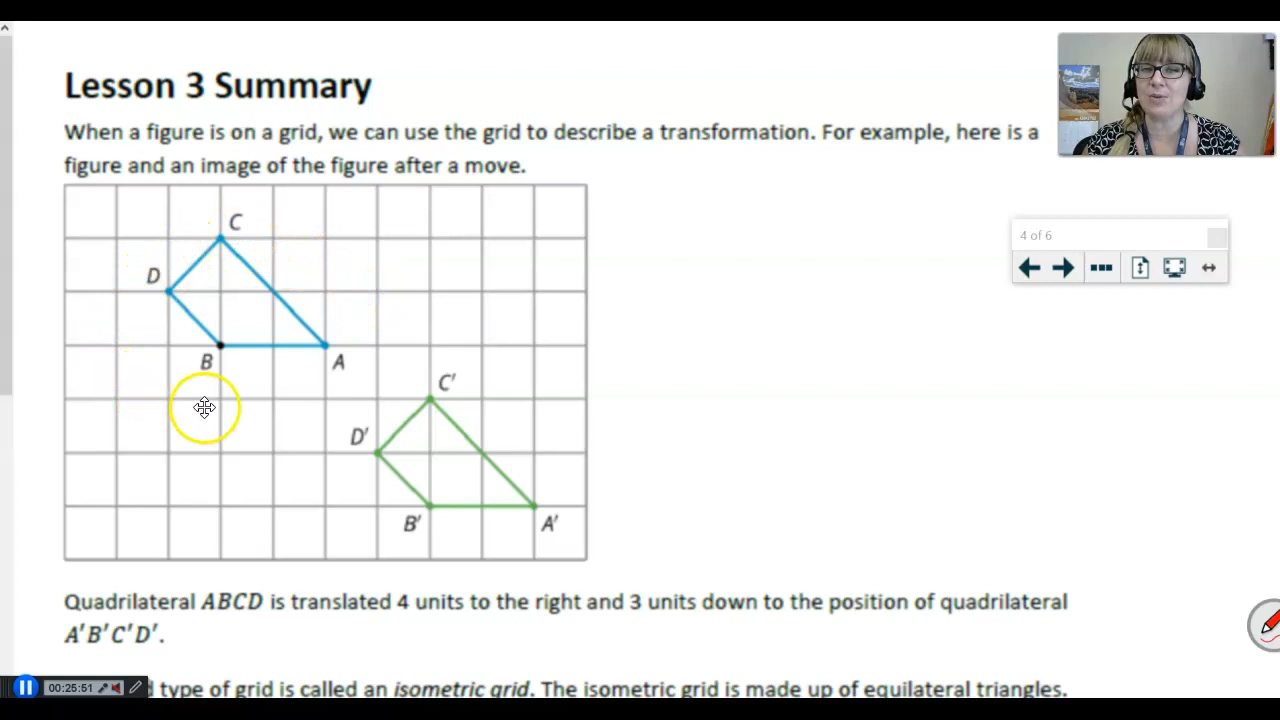 Lesson 3 Summary
When a figure is on a grid, we can use the grid to describe a transformation. For example, here is a
figure and an image of the figure after a move.
4 of 6
C
D
B
A
C'
D'
B'
A'
Quadrilateral ABCD is translated 4 units to the right and 3 units down to the position of quadrilateral
A'B'C'D'.
00:25:51
type of grid is called an isometric grid. The isometric grid is made up of equilateral triangles.